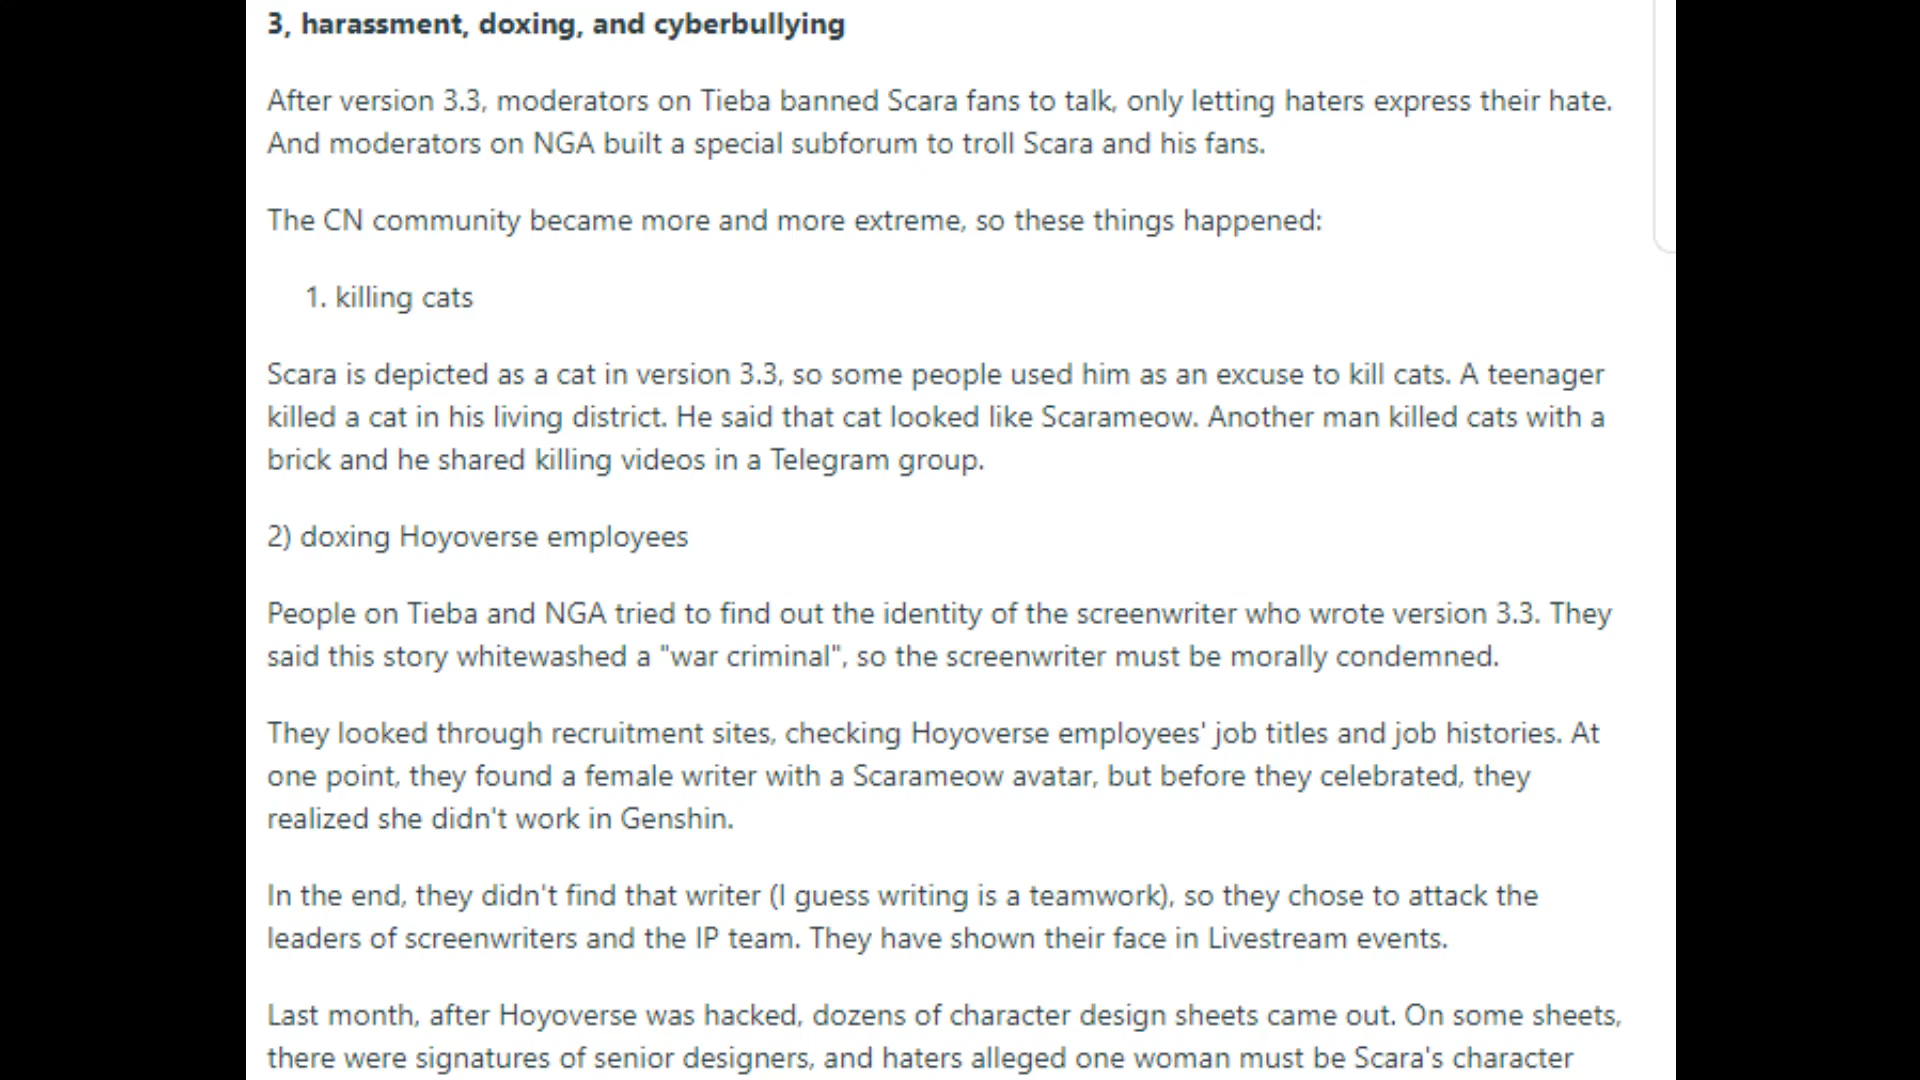 3, harassment, doxing, and cyberbullying
After version 3.3, moderators on Tieba banned Scara fans to talk, only letting haters express their hate.
And moderators on NGA built a special subforum to troll Scara and his fans.
The CN community became more and more extreme, so these things happened:
1. killing cats
Scara is depicted as a cat in version 3.3, so some people used him as an excuse to kill cats. A teenager
killed a cat in his living district. He said that cat looked like Scarameow. Another man killed cats with a
brick and he shared killing videos in a Telegram group.
2) doxing Hoyoverse employees
People on Tieba and NGA tried to find out the identity of the screenwriter who wrote version 3.3. They
said this story whitewashed a "war criminal", so the screenwriter must be morally condemned.
They looked through recruitment sites, checking Hoyoverse employees' job titles and job histories. At
one point, they found a female writer with a Scarameow avatar, but before they celebrated, they
realized she didn't work in Genshin.
In the end, they didn't find that writer (I guess writing is a teamwork), so they chose to attack the
leaders of screenwriters and the IP team. They have shown their face in Livestream events.
Last month, after Hoyoverse was hacked, dozens of character design sheets came out. On some sheets,
there were signatures of senior designers, and haters alleged one woman must be Scara's character